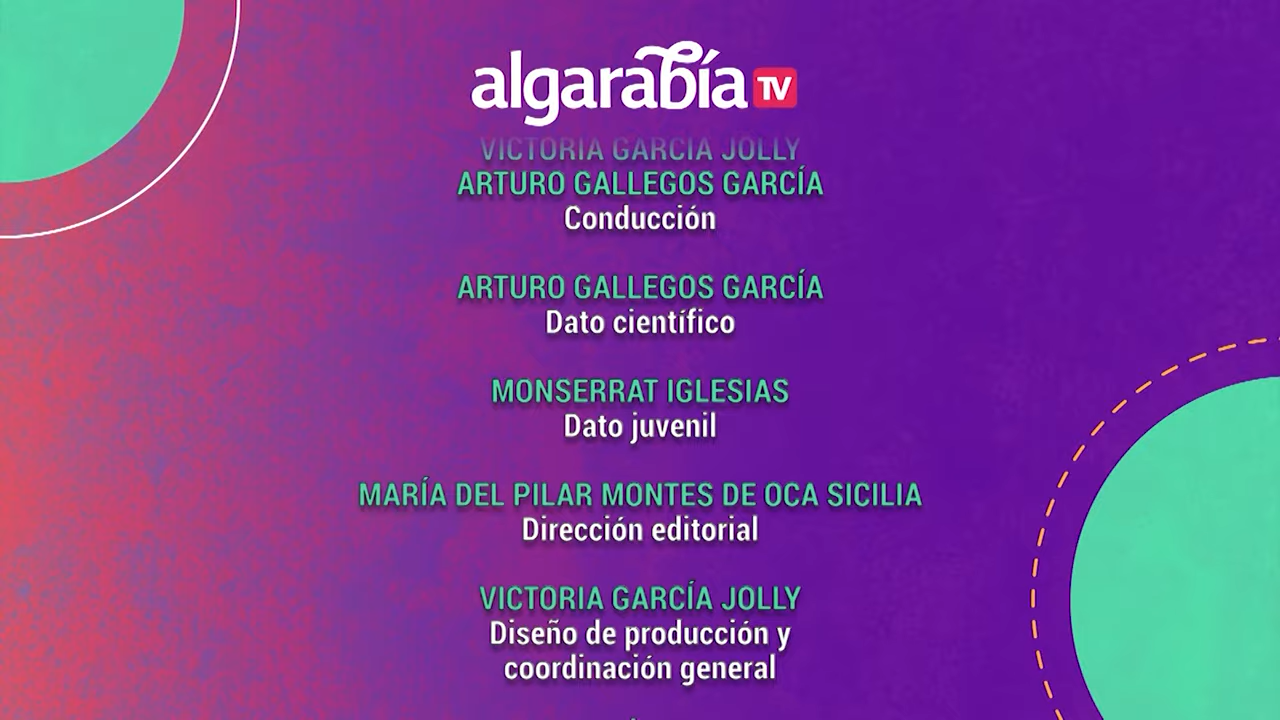 algarabía TV
VICTORIA GARCÍA JOLLY
ARTURO GALLEGOS GARCÍA
Conducción
ARTURO GALLEGOS GARCÍA
Dato científico
MONSERRAT IGLESIAS
Dato juvenil
MARÍA DEL PILAR MONTES DE OCA SICILIA
Dirección editorial
VICTORIA GARCÍA JOLLY
Diseño de producción y
coordinación general